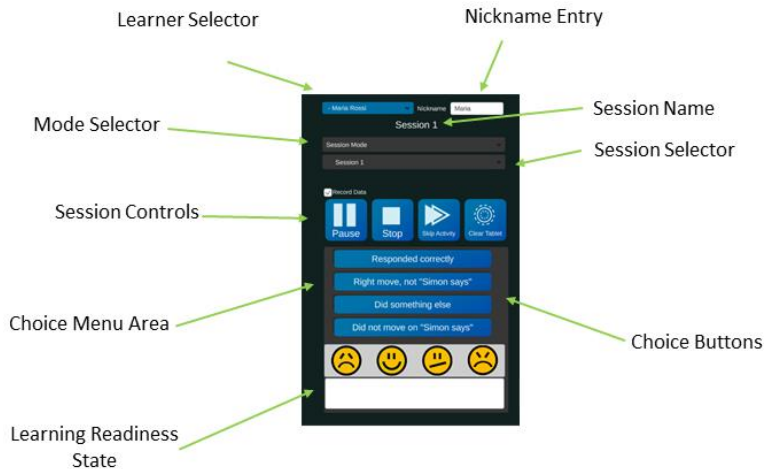 Learner Selector
Nickname Entry
- Maria Rossi
Nickname
Maria
Session Name
Session 1
Mode Selector
Session Mode
Session Selector
Session 1
Record Data
Session Controls
Pause
Stop
Skip Activity
Clear Tablet
Responded correctly
Right move, not "Simon says"
Did something else
Choice Menu Area
Did not move on "Simon says"
Choice Buttons
Learning Readiness
State